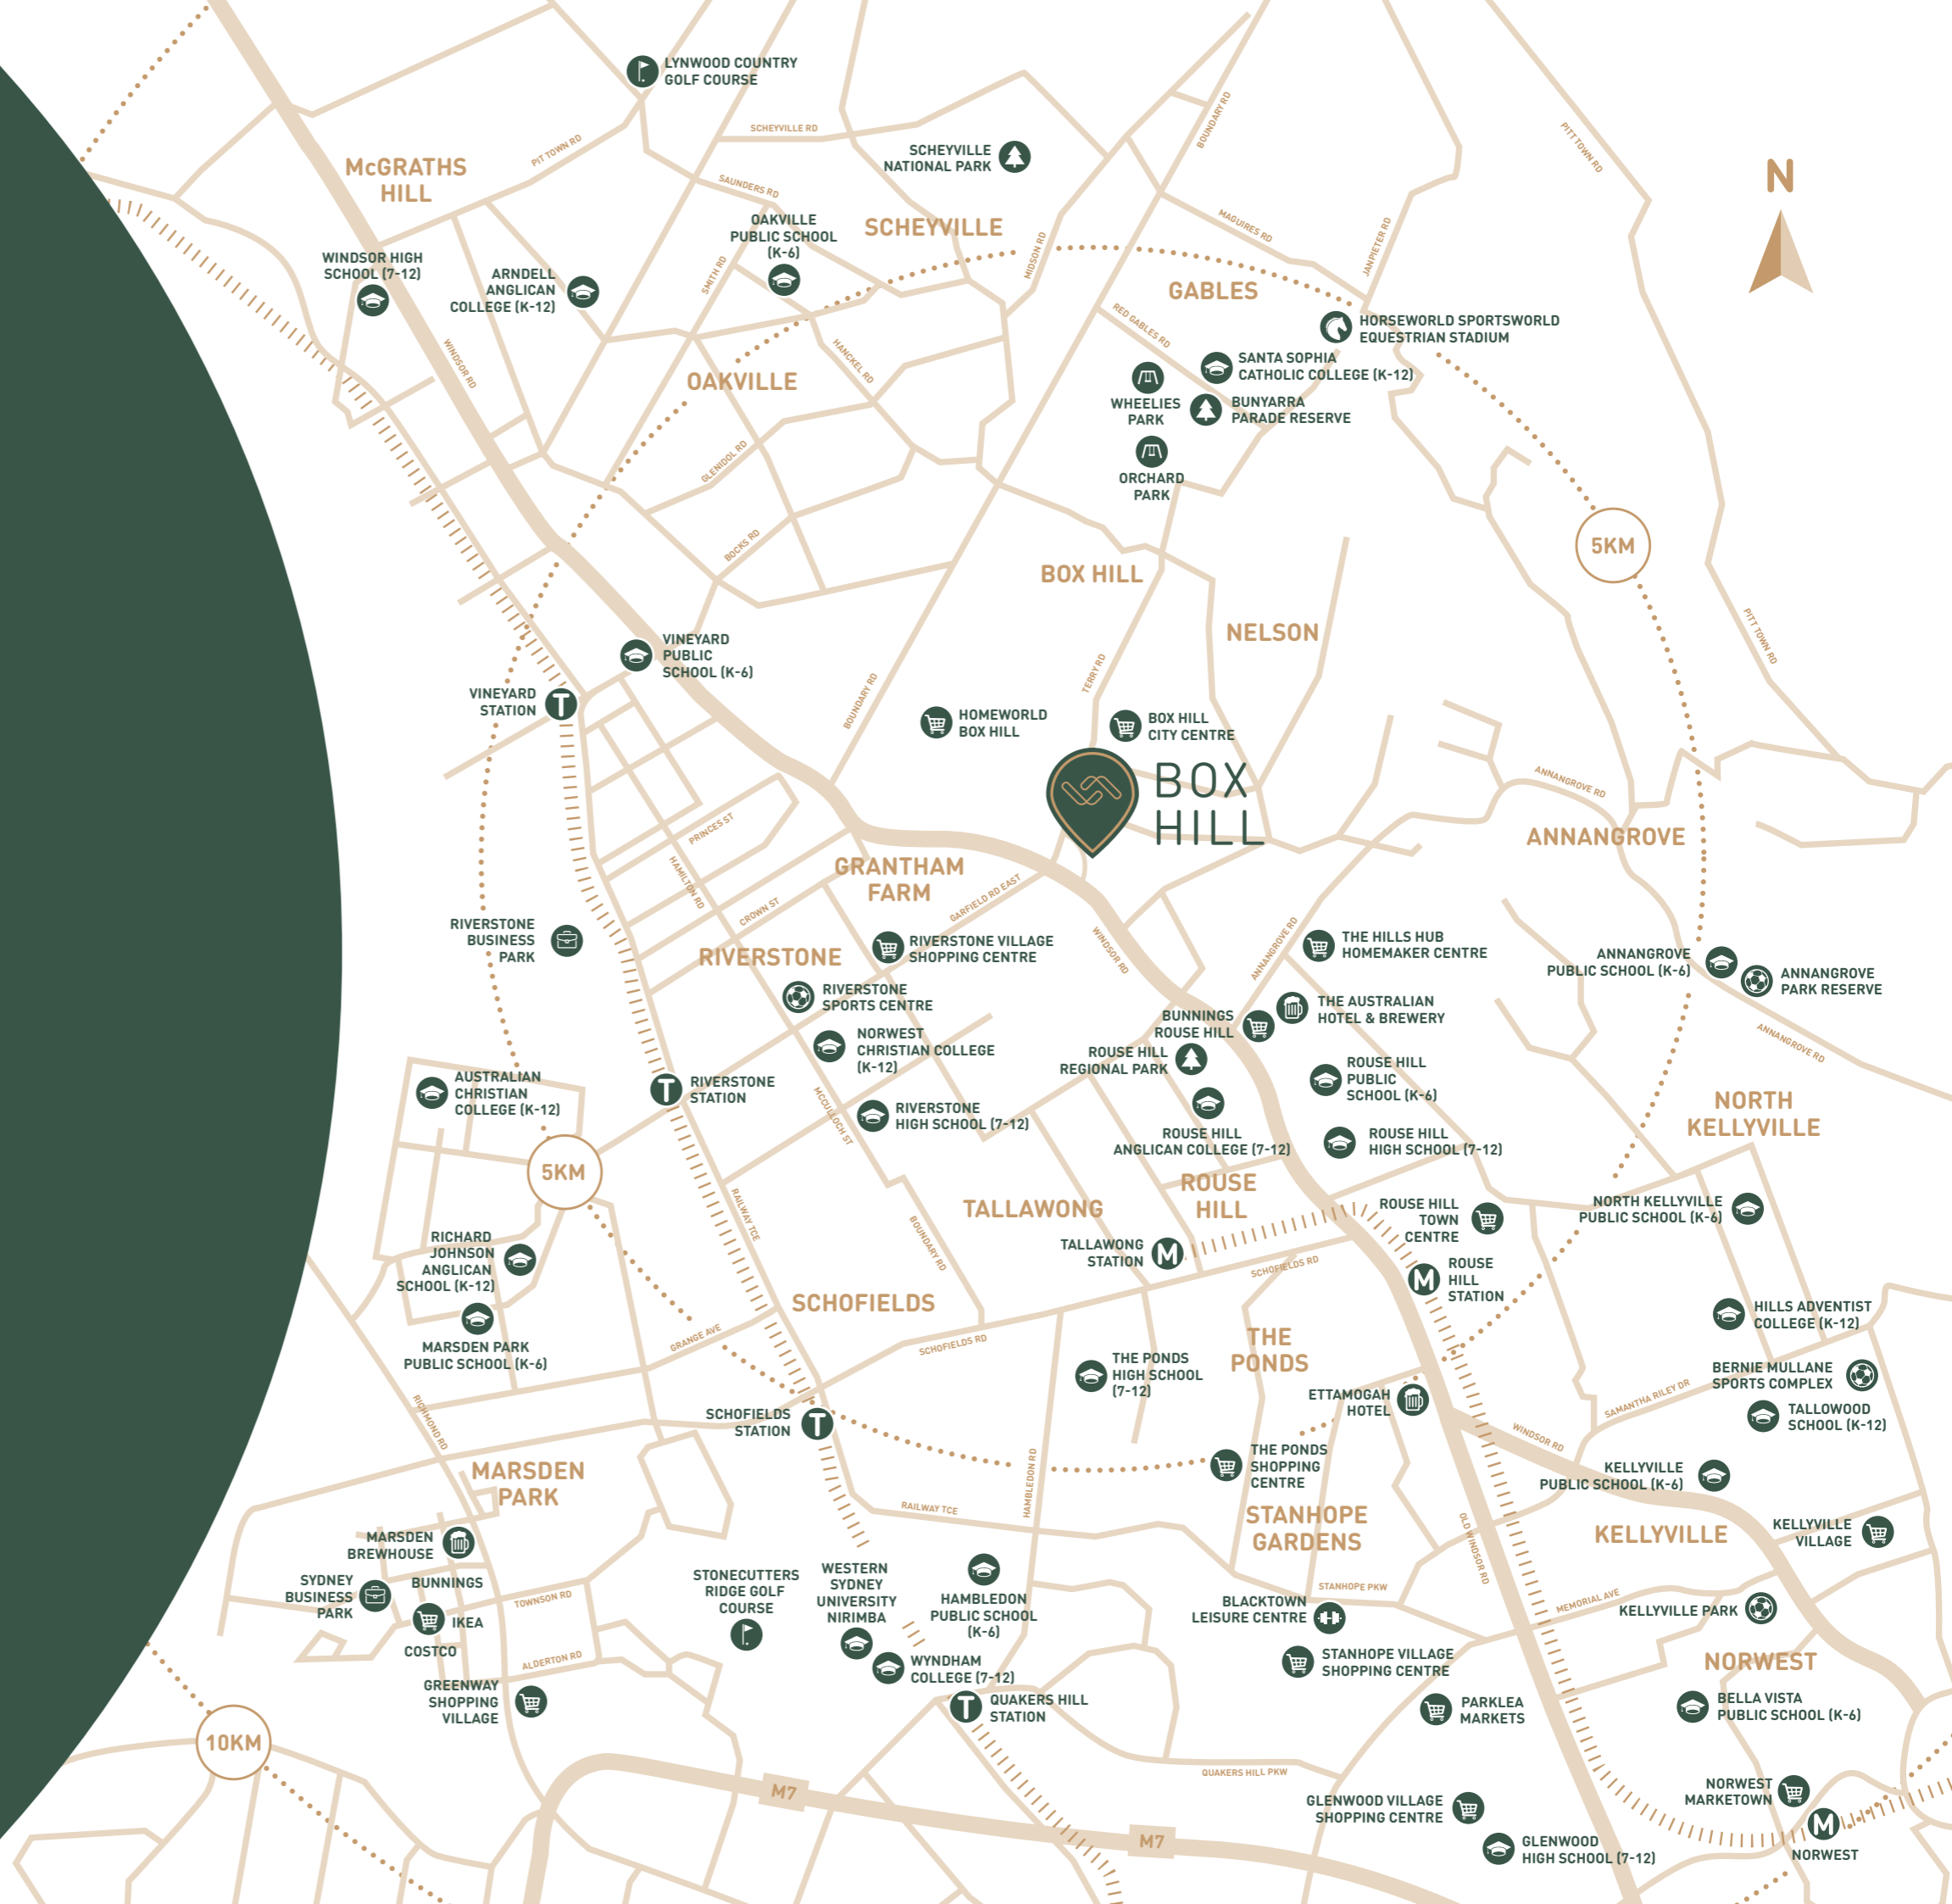 LYNWOOD COUNTRY
GOLF COURSE
BOUNDARY RD
SCHEYVILLE RD
PITT TOWN RD
PIT TOWN RD
SCHEYVILLE
NATIONAL PARK
McGRATHS
HILL
N
SAUNDERS RD
OAKVILLE
PUBLIC SCHOOL
(K-6)
SCHEYVILLE
MAGUIRES RD
JANPIETER RD
MIDSON RD
WINDSOR HIGH
SCHOOL (7-12)
ARNDELL
ANGLICAN
COLLEGE (K-12)
SMITH RD
GABLES
RED GABLES RD
HORSEWORLD SPORTSWORLD
EQUESTRIAN STADIUM
WINDSOR RD
HANCKEL RD
OAKVILLE
SANTA SOPHIA
CATHOLIC COLLEGE (K-12)
WHEELIES
PARK
BUNYARRA
PARADE RESERVE
GLENIDOL RD
ORCHARD
PARK
BOCKS RD
5KM
BOX HILL
NELSON
PITT TOWN RD
VINEYARD
PUBLIC
SCHOOL (K-6)
TERRY RD
VINEYARD
STATION
T
BOUNDARY RD
HOMEWORLD
BOX HILL
BOX HILL
CITY CENTRE
BOX
HILL
ANNANGROVE RD
PRINCES ST
ANNANGROVE
HAMILTON RD
GRANTHAM
FARM
GARFIELD RD EAST
CROWN ST
RIVERSTONE
BUSINESS
PARK
RIVERSTONE
RIVERSTONE VILLAGE
SHOPPING CENTRE
WINDSOR RD
ANNANGROVE RD
THE HILLS HUB
HOMEMAKER CENTRE
ANNANGROVE
PUBLIC SCHOOL (K-6)
ANNANGROVE
PARK RESERVE
RIVERSTONE
SPORTS CENTRE
THE AUSTRALIAN
HOTEL & BREWERY
BUNNINGS
ROUSE HILL
ANNANGROVE RD
NORWEST
CHRISTIAN COLLEGE
(K-12)
ROUSE HILL
REGIONAL PARK
ROUSE HILL
PUBLIC
SCHOOL (K-6)
AUSTRALIAN
CHRISTIAN
COLLEGE (K-12)
T
RIVERSTONE
STATION
MCCULLOCH ST
RIVERSTONE
HIGH SCHOOL (7-12)
NORTH
KELLYVILLE
ROUSE HILL
ANGLICAN COLLEGE (7-12)
ROUSE HILL
HIGH SCHOOL (7-12)
5KM
ROUSE
HILL
TALLAWONG
RAILWAY TCE
BOUNDARY RD
ROUSE HILL
TOWN
CENTRE
NORTH KELLYVILLE
PUBLIC SCHOOL (K-6)
RICHARD
JOHNSON
ANGLICAN
SCHOOL (K-12)
TALLAWONG
STATION
M
SCHOFIELDS RD
M
ROUSE
HILL
STATION
SCHOFIELDS
HILLS ADVENTIST
COLLEGE (K-12)
MARSDEN PARK
PUBLIC SCHOOL (K-6)
GRANGE AVE
SCHOFIELDS RD
THE
PONDS
THE PONDS
HIGH SCHOOL
(7-12)
BERNIE MULLANE
SPORTS COMPLEX
SAMANTHA RILEY DR
ETTAMOGAH
HOTEL
TALLOWOOD
SCHOOL (K-12)
RICHMOND RD
SCHOFIELDS
STATION
T
WINDSOR RD
THE PONDS
SHOPPING
CENTRE
MARSDEN
PARK
HAMBLEDON RD
KELLYVILLE
PUBLIC SCHOOL (K-6)
RAILWAY TCE
STANHOPE
GARDENS
OLD WINDSOR RD
KELLYVILLE
KELLYVILLE
VILLAGE
MARSDEN
BREWHOUSE
SYDNEY
BUSINESS
PARK
BUNNINGS
IKEA
COSTCO
TOWNSON RD
STONECUTTERS
RIDGE GOLF
COURSE
WESTERN
SYDNEY
UNIVERSITY
NIRIMBA
HAMBLEDON
PUBLIC SCHOOL
(K-6)
STANHOPE PKW
BLACKTOWN
LEISURE CENTRE
MEMORIAL AVE
KELLYVILLE PARK
ALDERTON RD
WYNDHAM
COLLEGE (7-12)
STANHOPE VILLAGE
SHOPPING CENTRE
NORWEST
GREENWAY
SHOPPING
VILLAGE
T
QUAKERS HILL
STATION
PARKLEA
MARKETS
BELLA VISTA
PUBLIC SCHOOL (K-6)
10KM
QUAKERS HILL PKW
M7
NORWEST
MARKETOWN
GLENWOOD VILLAGE
SHOPPING CENTRE
M
M7
GLENWOOD
HIGH SCHOOL (7-12)
NORWEST